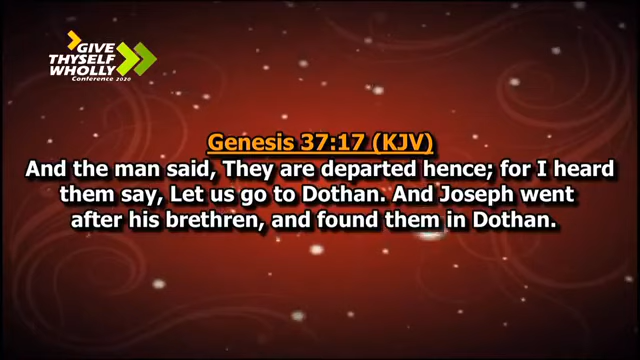 GIVE
THYSELF
WHOLLY
Conference 2020
Genesis 37:17 (KJV)
And the man said, They are departed hence; for I heard
them say, Let us go to Dothan. And Joseph went
after his brethren, and found them in Dothan.